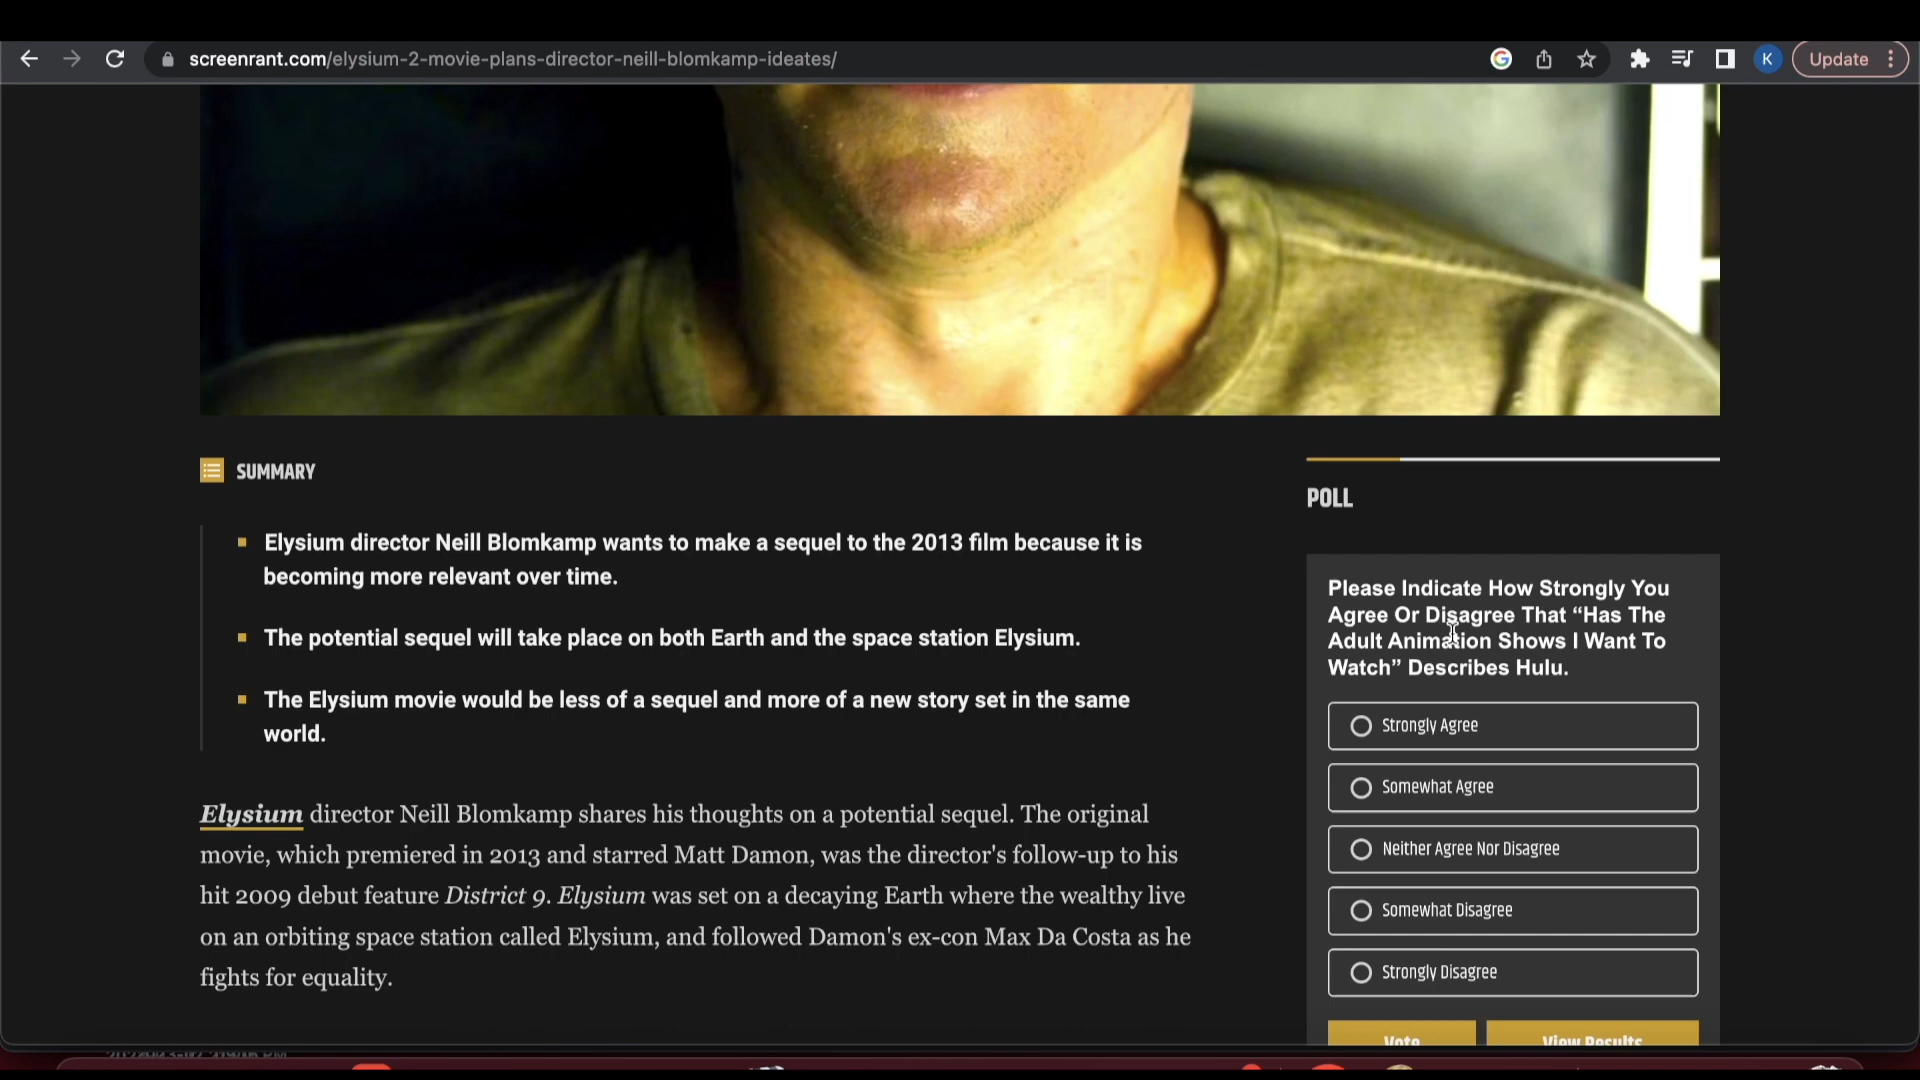 screenrant.com/elysium-2-movie-plans-director-neill-blomkamp-ideates/
K
Update
SUMMARY
Elysium director Neill Blomkamp wants to make a sequel to the 2013 film because it is
becoming more relevant over time.
The potential sequel will take place on both Earth and the space station Elysium.
The Elysium movie would be less of a sequel and more of a new story set in the same
world.
Elysium director Neill Blomkamp shares his thoughts on a potential sequel. The original
movie, which premiered in 2013 and starred Matt Damon, was the director's follow-up to his
hit 2009 debut feature District 9. Elysium was set on a decaying Earth where the wealthy live
on an orbiting space station called Elysium, and followed Damon's ex-con Max Da Costa as he
fights for equality.
POLL
Please Indicate How Strongly You
Agree Or Disagree That “Has The
Adult Animation Shows I Want To
Watch” Describes Hulu.
Strongly Agree
Somewhat Agree
Neither Agree Nor Disagree
Somewhat Disagree
Strongly Disagree
Vote
View Results